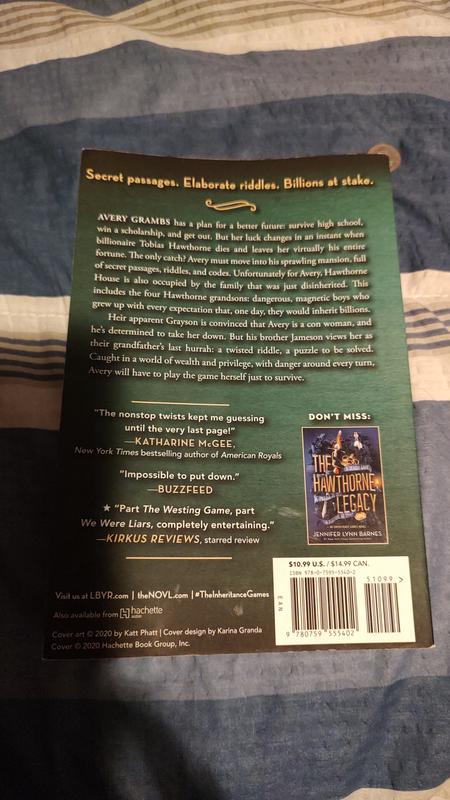 Secret passages. Elaborate riddles. Billions at stake.
AVERY GRAMBS has a plan for a better future: survive high school,
win a scholarship, and get out. But her luck changes in an instant when
billionaire Tobias Hawthorne dies and leaves her virtually his entire
fortune. The only catch? Avery must move into his sprawling mansion, full
of secret passages, riddles, and codes. Unfortunately for Avery, Hawthorne
House is also occupied by the family that was just disinherited. This
includes the four Hawthorne grandsons: dangerous, magnetic boys who
grew up with every expectation that, one day, they would inherit billions.
Heir apparent Grayson is convinced that Avery is a con woman, and
he's determined to take her down. But his brother Jameson views her as
their grandfather's last hurrah: a twisted riddle, a puzzle to be solved.
Caught in a world of wealth and privilege, with danger around every turn,
Avery will have to play the game herself just to survive.
"The nonstop twists kept me guessing
until the very last page!"
—KATHARINE McGEE,
New York Times bestselling author of American Royals
"Impossible to put down."
—BUZZFEED
★ "Part The Westing Game, part
We Were Liars, completely entertaining."
—KIRKUS REVIEWS, starred review
DON'T MISS:
THE
HAWTHORNE
LEGACY
JENNIFER LYNN BARNES
$10.99 U.S. / $14.99 CAN.
ISBN 978-0-7595-5540-2
51099 >
EAN
9 780759 555402
Visit us at LBYR.com | theNOVL.com | #TheInheritanceGames
Also available from hachette
Cover art © 2020 by Katt Phatt | Cover design by Karina Granda
Cover © 2020 Hachette Book Group, Inc.